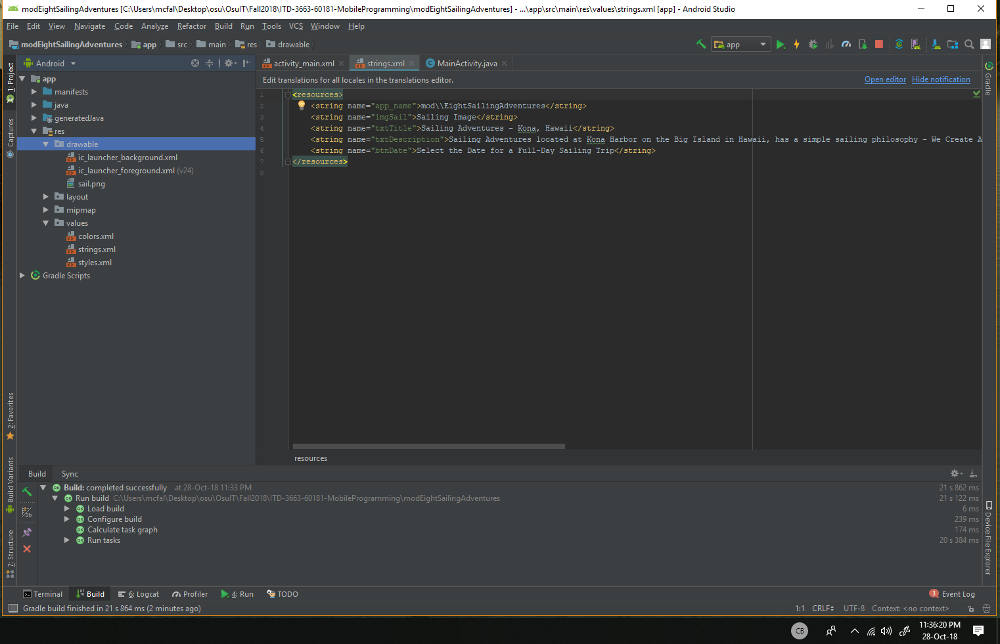 modEightSailingAdventures [C:\Users\mcfal\Desktop\osu\OsuIT\Fall2018\ITD-3663-60181-MobileProgramming\modEightSailingAdventures] - ...\app\src\main\res\values\strings.xml [app] - Android Studio
File Edit View Navigate Code Analyze Refactor Build Run Tools VCS Window Help
modEightSailingAdventures app src main res drawable
app
Android
activity_main.xml strings.xml MainActivity.java
Edit translations for all locales in the translations editor.
Open editor Hide notification
1: Project
Captures
2: Favorites
Build Variants
7: Structure
app
manifests
java
generatedJava
res
drawable
ic_launcher_background.xml
ic_launcher_foreground.xml (v24)
sail.png
layout
mipmap
values
colors.xml
strings.xml
styles.xml
Gradle Scripts
1 <resources>
2 <string name="app_name">mod\\EightSailingAdventures</string>
3 <string name="imgSail">Sailing Image</string>
4 <string name="txtTitle">Sailing Adventures - Kona, Hawaii</string>
5 <string name="txtDescription">Sailing Adventures located at Kona Harbor on the Big Island in Hawaii, has a simple sailing philosophy - We Create A
6 <string name="btnDate">Select the Date for a Full-Day Sailing Trip</string>
7 </resources>
8
resources
Gradle
Device File Explorer
Build Sync
Build: completed successfully at 28-Oct-18 11:33 PM 21 s 862 ms
Run build C:\Users\mcfal\Desktop\osu\OsuIT\Fall2018\ITD-3663-60181-MobileProgramming\modEightSailingAdventures 21 s 122 ms
Load build 6 ms
Configure build 239 ms
Calculate task graph 174 ms
Run tasks 20 s 384 ms
Terminal Build 6: Logcat Profiler 4: Run TODO
3 Event Log
Gradle build finished in 21 s 864 ms (2 minutes ago)
1:1 CRLF UTF-8 Context: <no context>
CB
11:36:20 PM
28-Oct-18